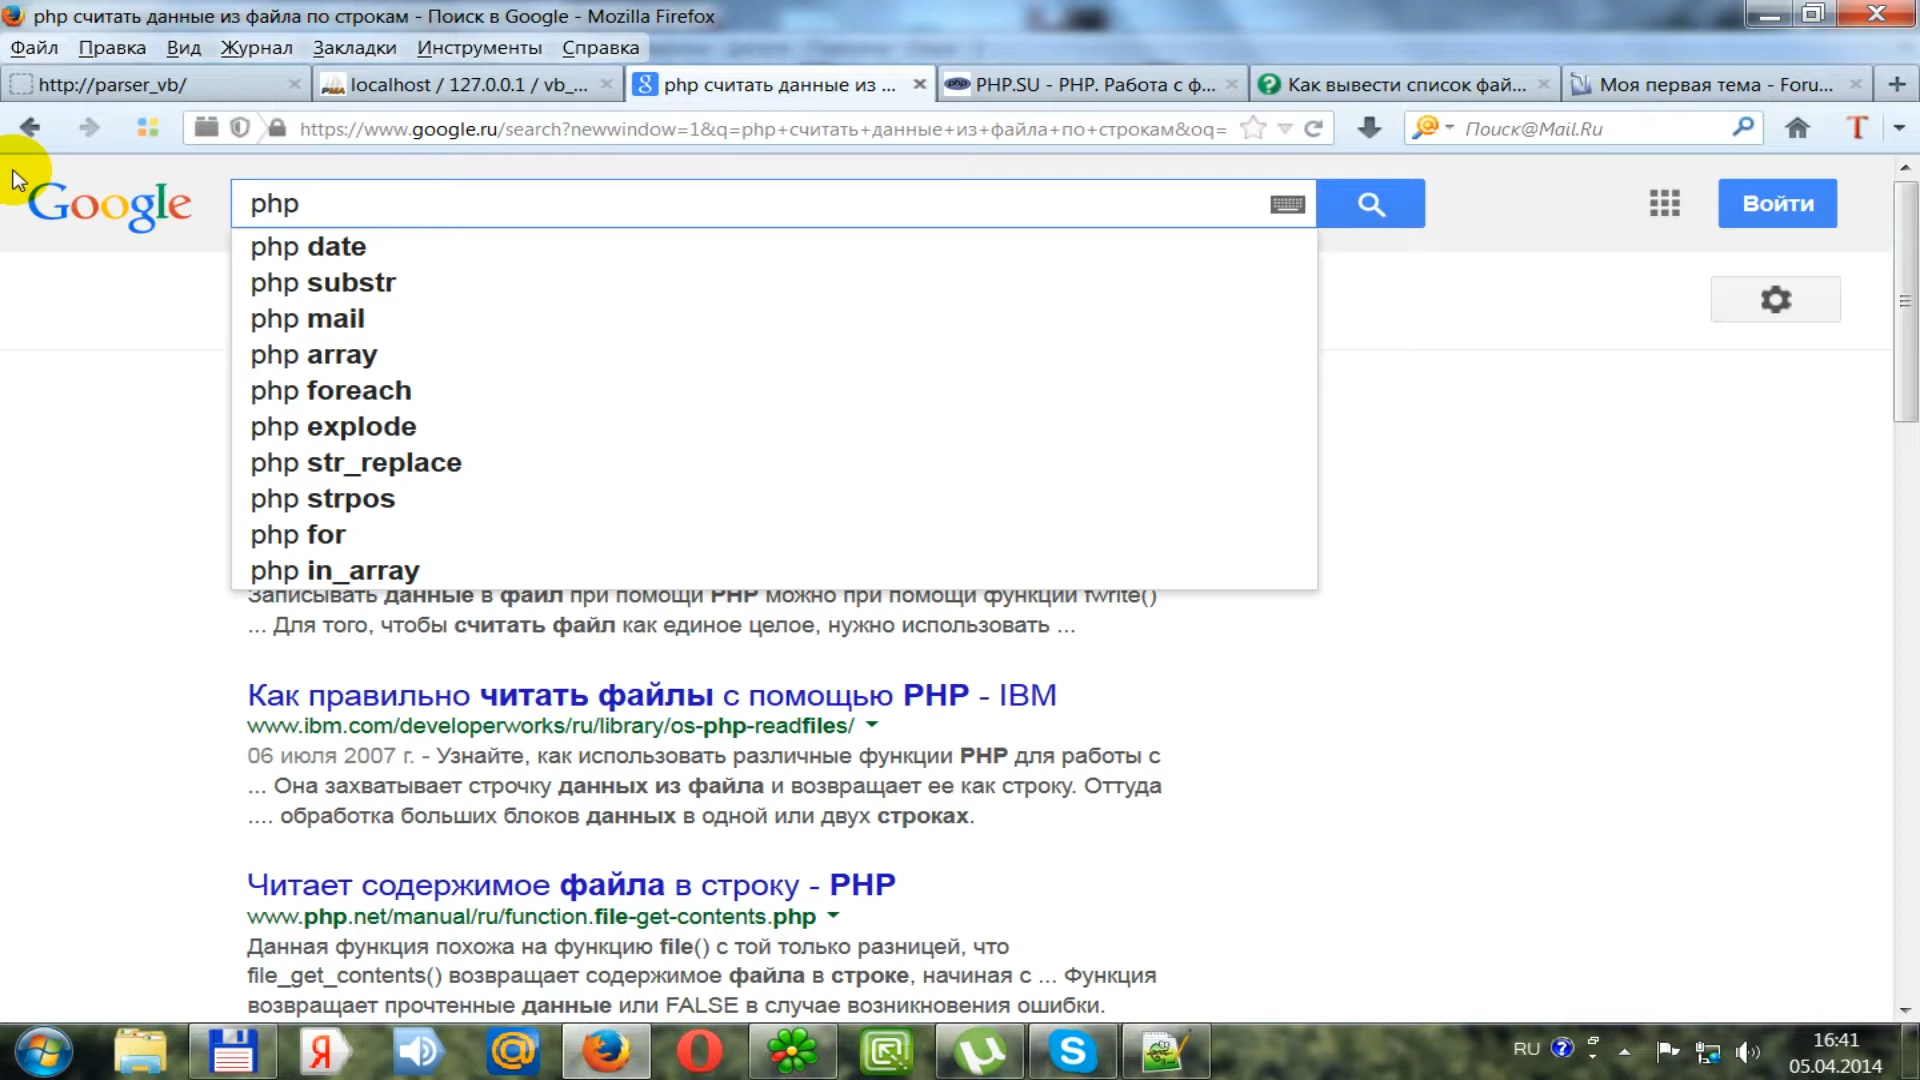 php считать данные из файла по строкам - Поиск в Google - Mozilla Firefox
Файл Правка Вид Журнал Закладки Инструменты Справка
http://parser_vb/
localhost / 127.0.0.1 / vb_...
php считать данные из ...
PHP.SU - PHP. Работа с ф...
Как вывести список фай...
Моя первая тема - Foru...
https://www.google.ru/search?newwindow=1&q=php+считать+данные+из+файла+по+строкам&oq=
Поиск@Mail.Ru
Google
php
Войти
php date
php substr
php mail
php array
php foreach
php explode
php str_replace
php strpos
php for
php in_array
Записывать данные в файл при помощи PHP можно при помощи функции fwrite()
... Для того, чтобы считать файл как единое целое, нужно использовать ...
Как правильно читать файлы с помощью PHP - IBM
www.ibm.com/developerworks/ru/library/os-php-readfiles/
06 июля 2007 г. - Узнайте, как использовать различные функции PHP для работы с
... Она захватывает строчку данных из файла и возвращает ее как строку. Оттуда
.... обработка больших блоков данных в одной или двух строках.
Читает содержимое файла в строку - PHP
www.php.net/manual/ru/function.file-get-contents.php
Данная функция похожа на функцию file() с той только разницей, что
file_get_contents() возвращает содержимое файла в строке, начиная с ... Функция
возвращает прочтенные данные или FALSE в случае возникновения ошибки.
RU
16:41
05.04.2014